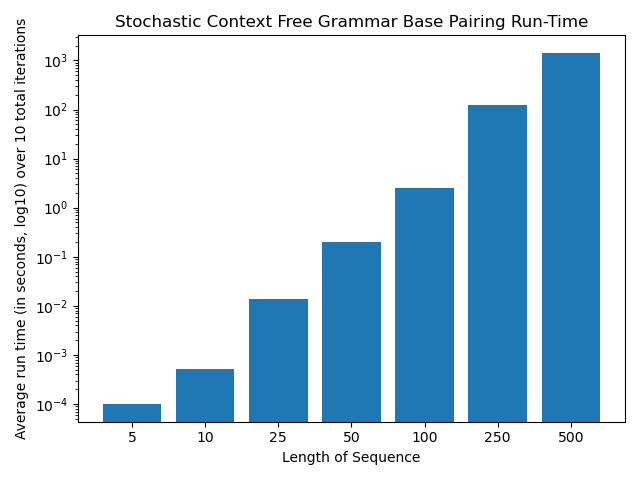 Stochastic Context Free Grammar Base Pairing Run-Time
Average run time (in seconds, log10) over 10 total iterations
10³
10²
10¹
10⁰
10⁻¹
10⁻²
10⁻³
10⁻⁴
5 10 25 50 100 250 500
Length of Sequence